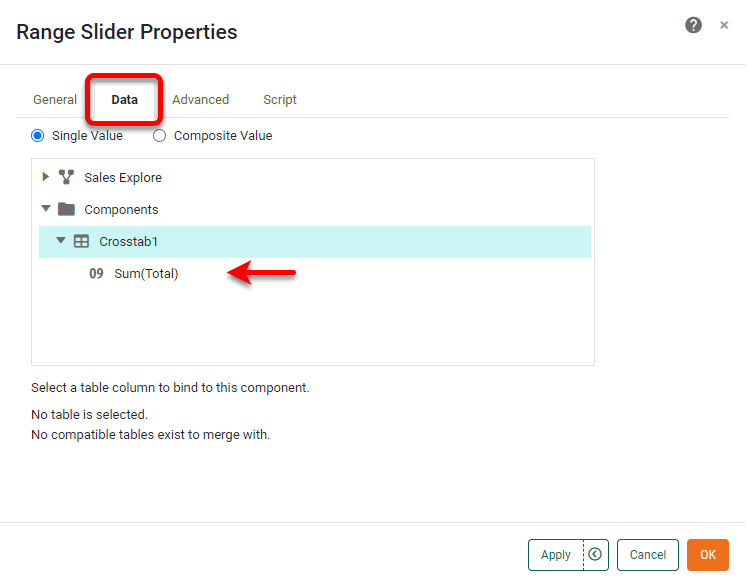 Range Slider Properties
General Data Advanced Script
Single Value Composite Value
Sales Explore
Components
Crosstab1
09 Sum(Total)
Select a table column to bind to this component.
No table is selected.
No compatible tables exist to merge with.
Apply Cancel OK